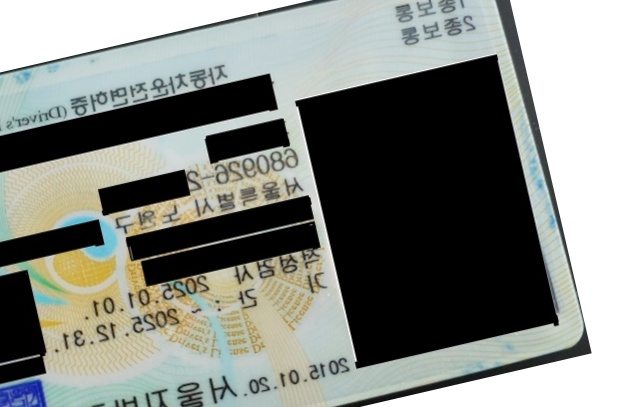 1종보통
2종보통
자동차운전면허증 (Driver's
680926-2
서울특별시 노원구
적성검사
기 간 : 2025.01.01.
~ 2025.12.31.
2015.01.20.
서울지방